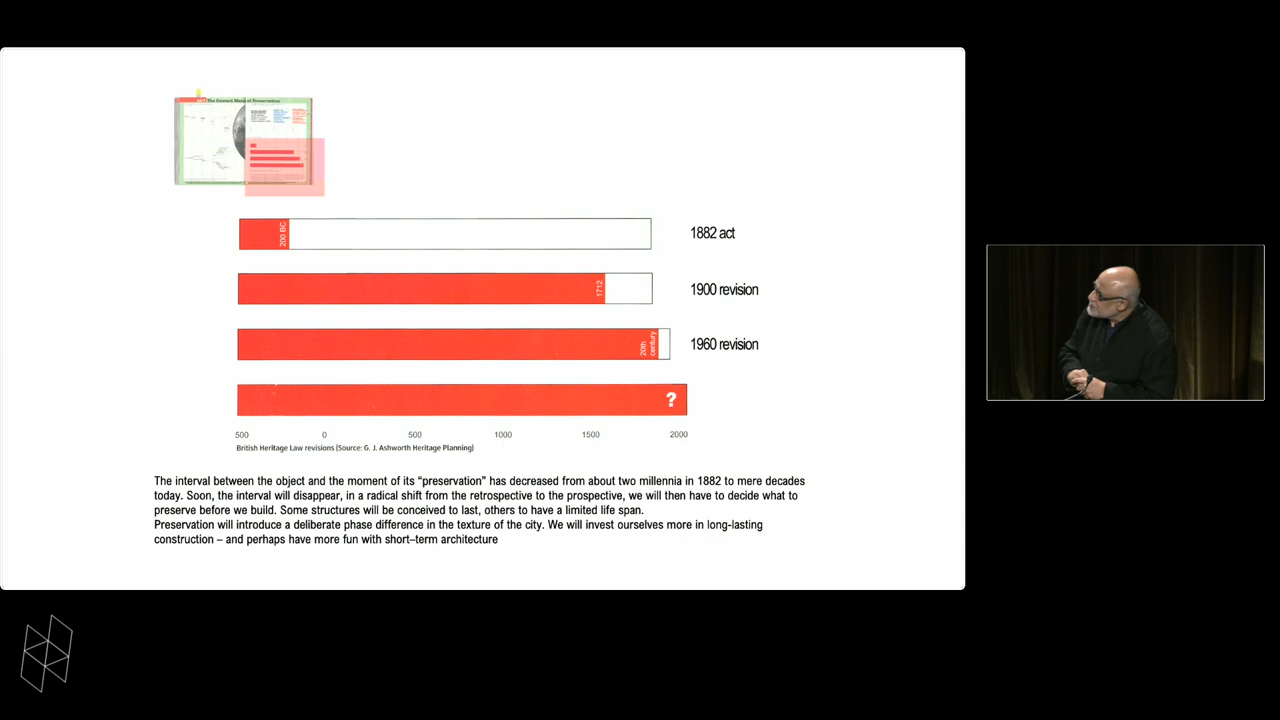 The Onward March of Preservation
200 BC
1882 act
1712
1900 revision
20th
century
1960 revision
?
500 0 500 1000 1500 2000
British Heritage Law revisions (Source: G. J. Ashworth Heritage Planning)
The interval between the object and the moment of its “preservation” has decreased from about two millennia in 1882 to mere decades
today. Soon, the interval will disappear, in a radical shift from the retrospective to the prospective, we will then have to decide what to
preserve before we build. Some structures will be conceived to last, others to have a limited life span.
Preservation will introduce a deliberate phase difference in the texture of the city. We will invest ourselves more in long-lasting
construction – and perhaps have more fun with short–term architecture